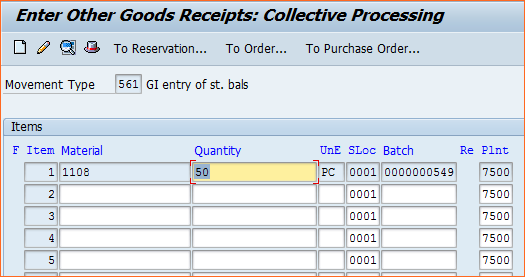 Enter Other Goods Receipts: Collective Processing
To Reservation... To Order... To Purchase Order...
Movement Type 561 GI entry of st. bals
Items
F Item Material Quantity UnE SLoc Batch Re Plnt
1 1108 50 PC 0001 0000000549 7500
2 0001 7500
3 0001 7500
4 0001 7500
5 0001 7500